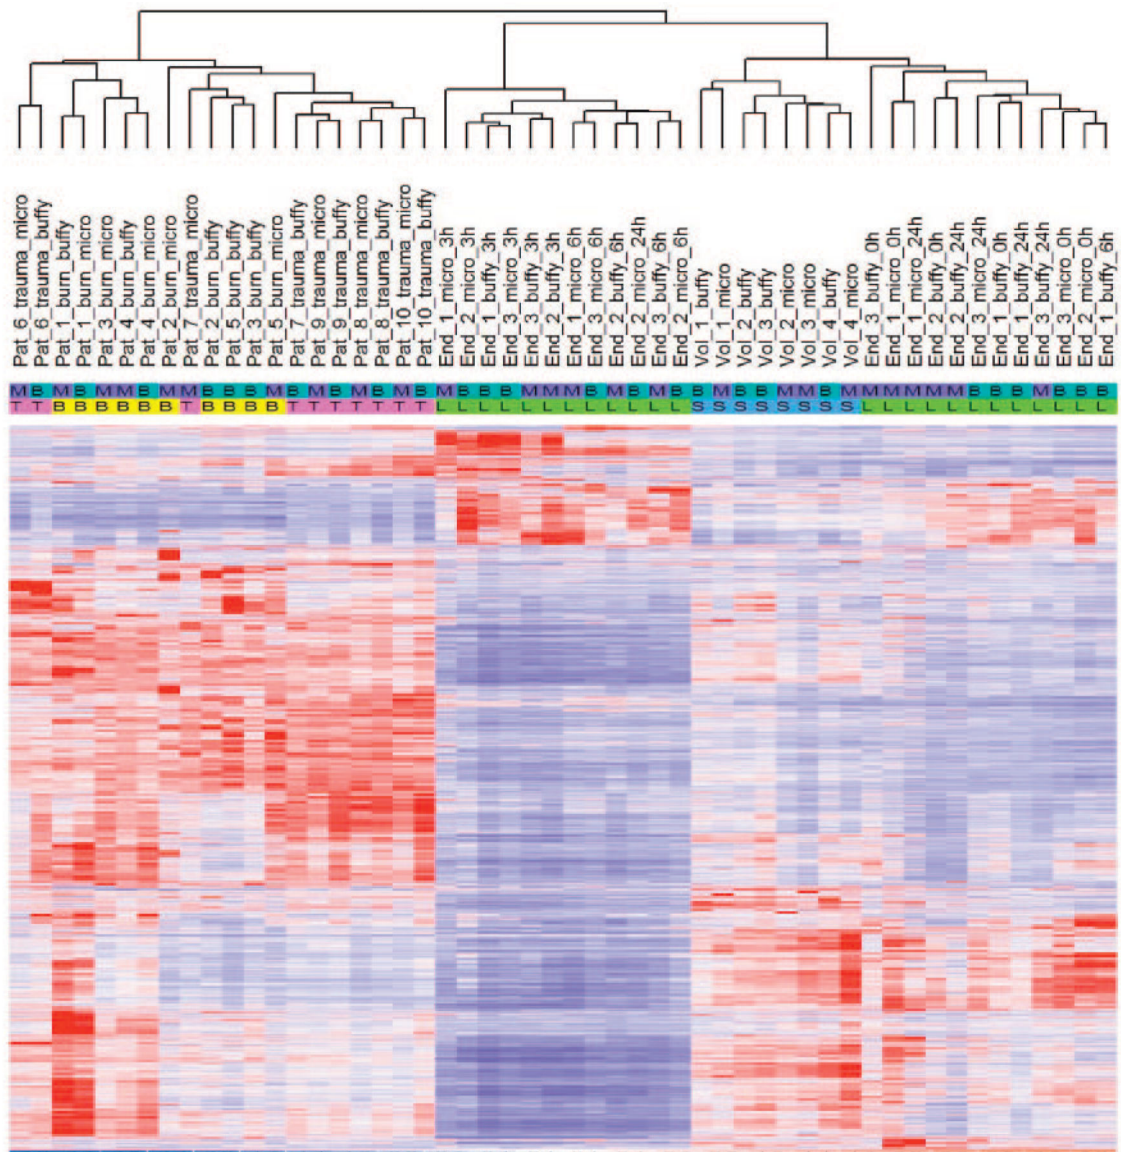 Pat_6_trauma_micro
Pat_6_trauma_buffy
Pat_1_burn_buffy
Pat_1_burn_micro
Pat_3_burn_micro
Pat_4_burn_buffy
Pat_4_burn_micro
Pat_2_burn_micro
Pat_7_trauma_micro
Pat_2_burn_buffy
Pat_5_burn_buffy
Pat_3_burn_buffy
Pat_5_burn_micro
Pat_7_trauma_buffy
Pat_9_trauma_micro
Pat_9_trauma_buffy
Pat_8_trauma_micro
Pat_8_trauma_buffy
Pat_10_trauma_micro
Pat_10_trauma_buffy
End_1_micro_3h
End_2_micro_3h
End_1_buffy_3h
End_3_micro_3h
End_3_buffy_3h
End_2_buffy_3h
End_1_micro_6h
End_3_micro_6h
End_2_buffy_6h
End_2_micro_24h
End_3_buffy_6h
End_2_micro_6h
Vol_1_buffy
Vol_1_micro
Vol_2_buffy
Vol_3_buffy
Vol_2_micro
Vol_3_micro
Vol_4_buffy
Vol_4_micro
End_3_buffy_0h
End_1_micro_0h
End_1_micro_24h
End_2_buffy_0h
End_2_buffy_24h
End_3_micro_24h
End_1_buffy_0h
End_1_buffy_24h
End_3_buffy_24h
End_3_micro_0h
End_2_micro_0h
End_1_buffy_6h
M B M B M M B M M B B B M B M B M B M B M B B B M M M B M B M B B M B B M M B M M M M M M B B B M B B B
T T B B B B B B T B B B B T T T T T T T L L L L L L L L L L L L S S S S S S S S L L L L L L L L L L L L